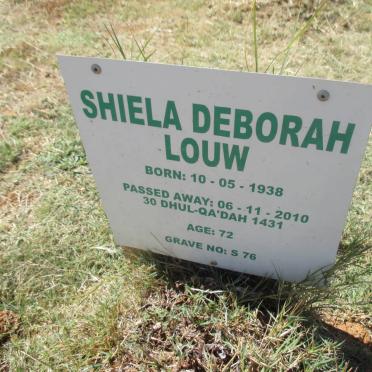 SHIELA DEBORAH
LOUW
BORN: 10 - 05 - 1938
PASSED AWAY: 06 - 11 - 2010
30 DHUL-QA'DAH 1431
AGE: 72
GRAVE NO: S 76